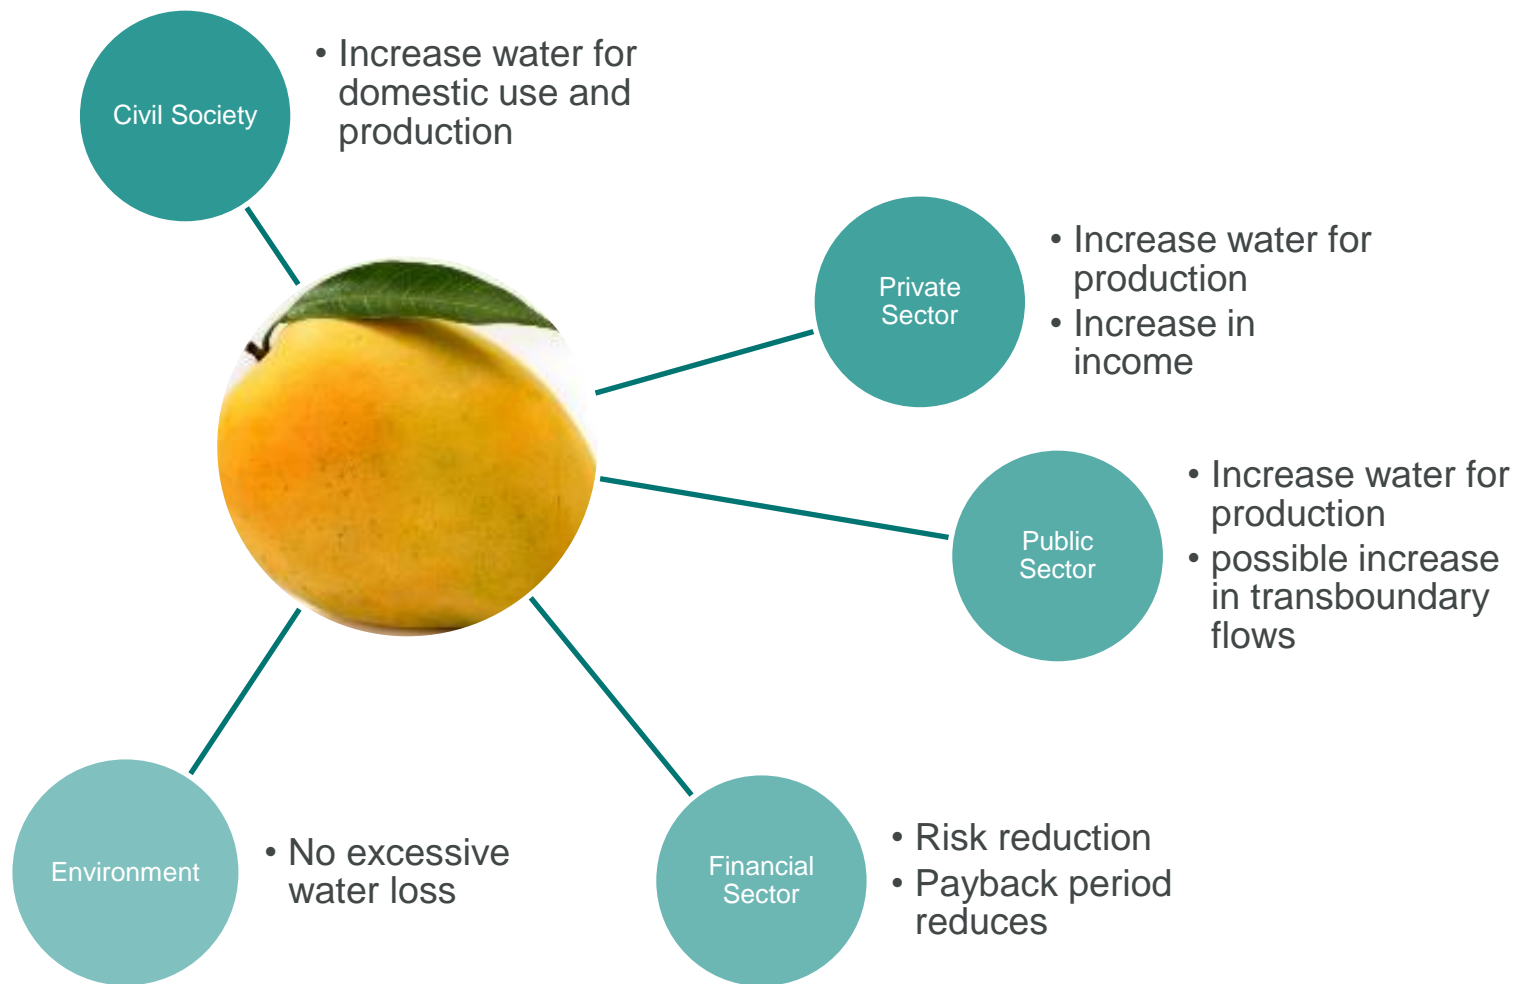 Civil Society
• Increase water for
domestic use and
production
Private
Sector
• Increase water for
production
• Increase in
income
Public
Sector
• Increase water for
production
• possible increase
in transboundary
flows
Financial
Sector
• Risk reduction
• Payback period
reduces
Environment
• No excessive
water loss